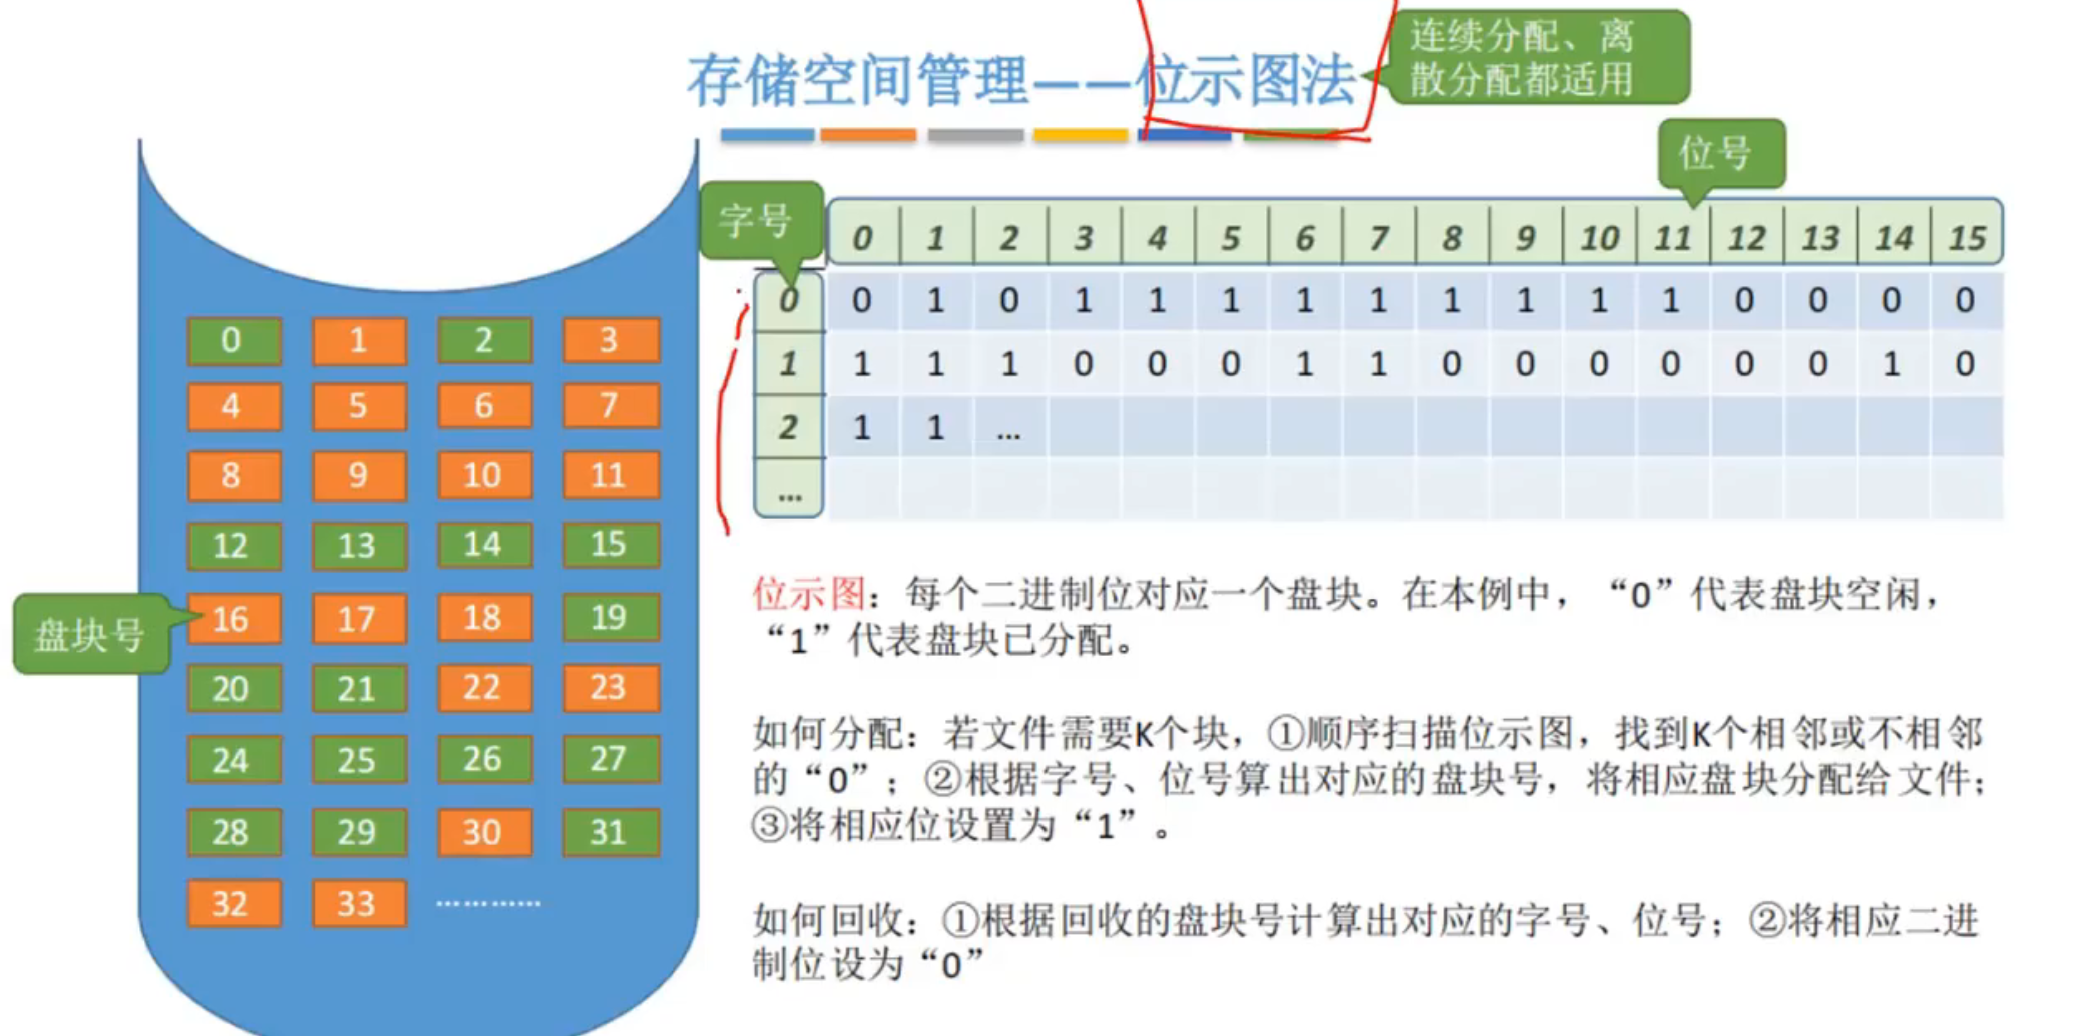 存储空间管理——位示图法
连续分配、离
散分配都适用
位号
字号
0 1 2 3 4 5 6 7 8 9 10 11 12 13 14 15
0 0 1 0 1 1 1 1 1 1 1 1 1 0 0 0 0
1 1 1 1 0 0 0 1 1 0 0 0 0 0 0 1 0
2 1 1 …
…
0 1 2 3
4 5 6 7
8 9 10 11
12 13 14 15
盘块号
16 17 18 19
20 21 22 23
24 25 26 27
28 29 30 31
32 33 …………
位示图：每个二进制位对应一个盘块。在本例中，“0”代表盘块空闲，
“1”代表盘块已分配。
如何分配：若文件需要K个块，①顺序扫描位示图，找到K个相邻或不相邻
的“0”；②根据字号、位号算出对应的盘块号，将相应盘块分配给文件；
③将相应位设置为“1”。
如何回收：①根据回收的盘块号计算出对应的字号、位号；②将相应二进
制位设为“0”